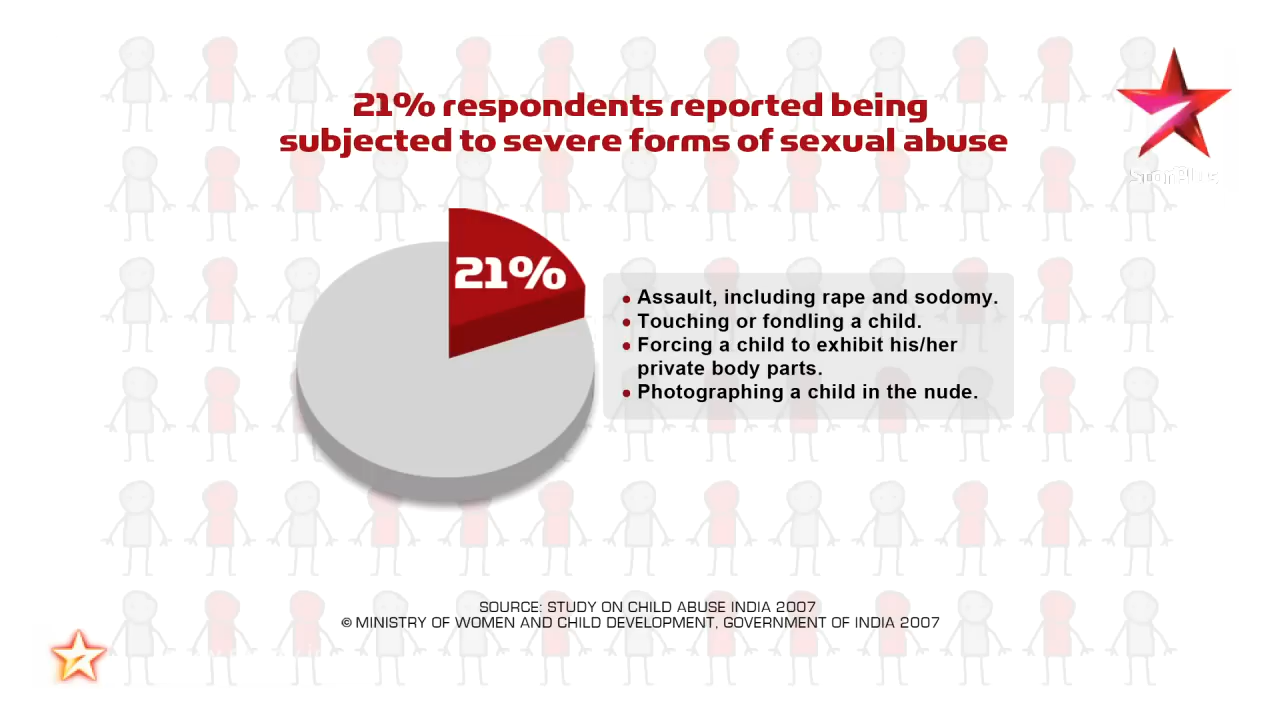 21% respondents reported being
subjected to severe forms of sexual abuse
21%
• Assault, including rape and sodomy.
• Touching or fondling a child.
• Forcing a child to exhibit his/her
private body parts.
• Photographing a child in the nude.
SOURCE: STUDY ON CHILD ABUSE INDIA 2007
© MINISTRY OF WOMEN AND CHILD DEVELOPMENT, GOVERNMENT OF INDIA 2007